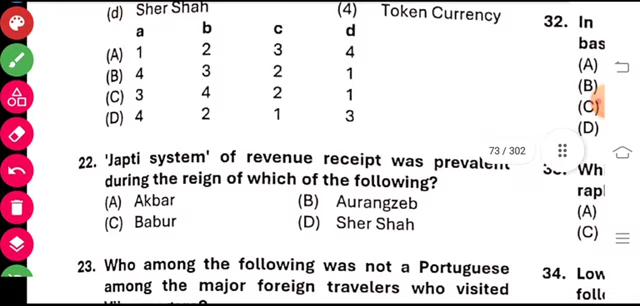 (d) Sher Shah (4) Token Currency
a b c d
(A) 1 2 3 4
(B) 4 3 2 1
(C) 3 4 2 1
(D) 4 2 1 3
22. 'Japti system' of revenue receipt was prevalent
during the reign of which of the following?
(A) Akbar (B) Aurangzeb
(C) Babur (D) Sher Shah
23. Who among the following was not a Portuguese
among the major foreign travelers who visited
32. In
bas
(A)
(B)
(C)
(D)
73 / 302
Wh
rap
(A)
(C)
34. Low
foll